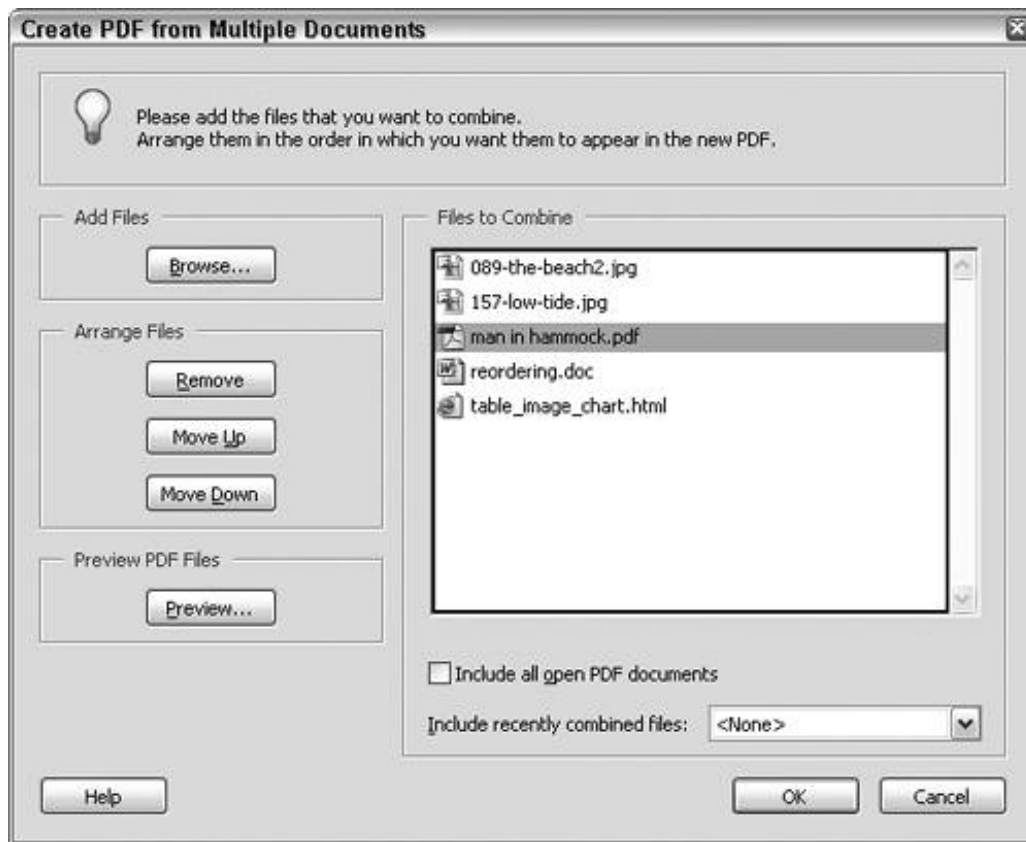 Create PDF from Multiple Documents
Please add the files that you want to combine.
Arrange them in the order in which you want them to appear in the new PDF.
Add Files
Browse...
Arrange Files
Remove
Move Up
Move Down
Preview PDF Files
Preview...
Files to Combine
089-the-beach2.jpg
157-low-tide.jpg
man in hammock.pdf
reordering.doc
table_image_chart.html
Include all open PDF documents
Include recently combined files: <None>
Help
OK
Cancel